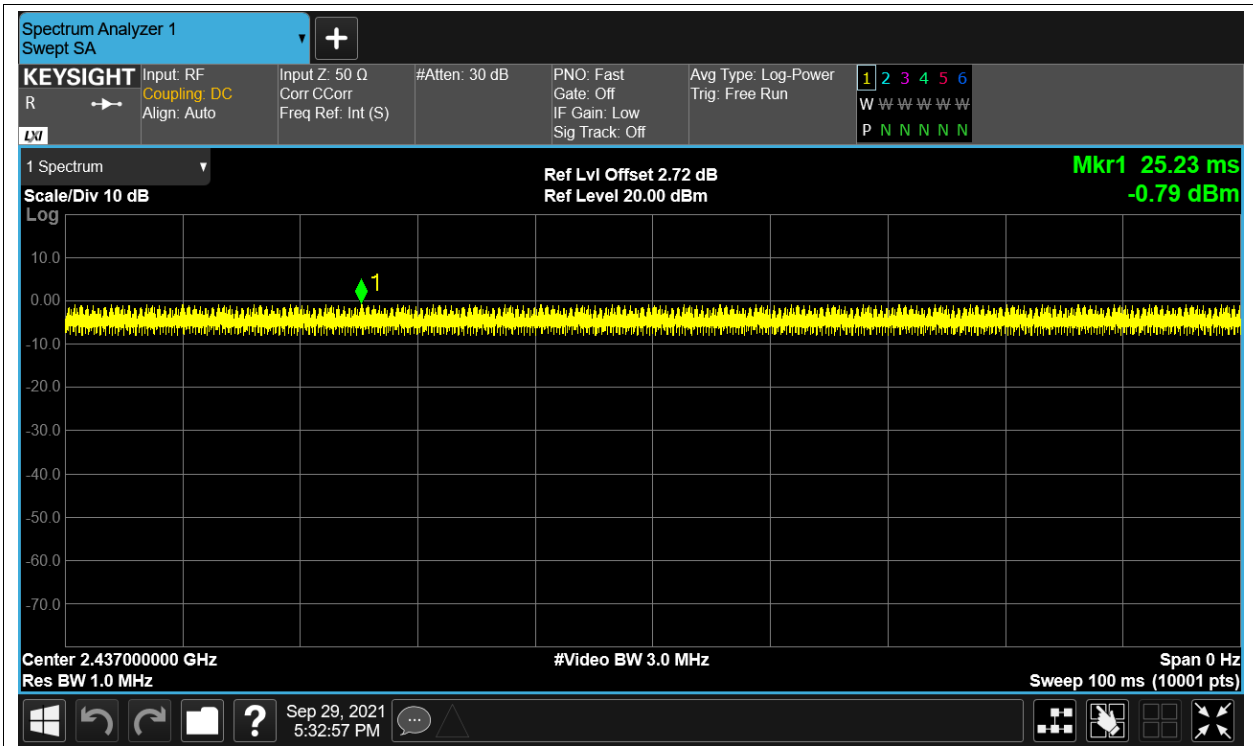 Spectrum Analyzer 1
Swept SA
KEYSIGHT
R
LXI
Input: RF
Coupling: DC
Align: Auto
Input Z: 50 Ω
Corr CCorr
Freq Ref: Int (S)
#Atten: 30 dB
PNO: Fast
Gate: Off
IF Gain: Low
Sig Track: Off
Avg Type: Log-Power
Trig: Free Run
1 2 3 4 5 6
W W W W W W
P N N N N N
1 Spectrum
Scale/Div 10 dB
Log
Ref Lvl Offset 2.72 dB
Ref Level 20.00 dBm
Mkr1 25.23 ms
-0.79 dBm
10.0
1
0.00
-10.0
-20.0
-30.0
-40.0
-50.0
-60.0
-70.0
Center 2.437000000 GHz
Res BW 1.0 MHz
#Video BW 3.0 MHz
Span 0 Hz
Sweep 100 ms (10001 pts)
?
Sep 29, 2021
5:32:57 PM